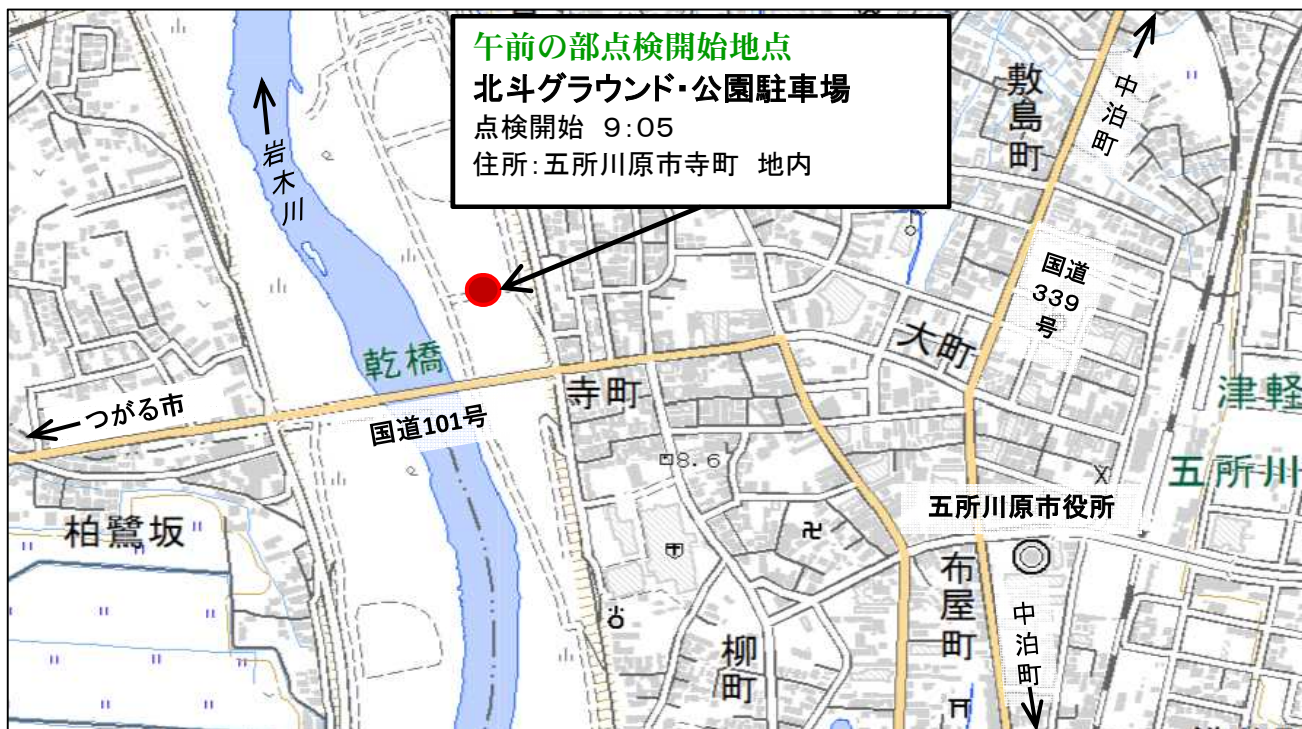 午前の部点検開始地点
北斗グラウンド・公園駐車場
点検開始 9:05
住所:五所川原市寺町 地内
岩木川
敷島町
中泊町
国道
339
号
大町
乾橋
寺町
つがる市
国道101号
津軽
8.6
五所川
五所川原市役所
柏鷺坂
布屋町
中泊町
柳町